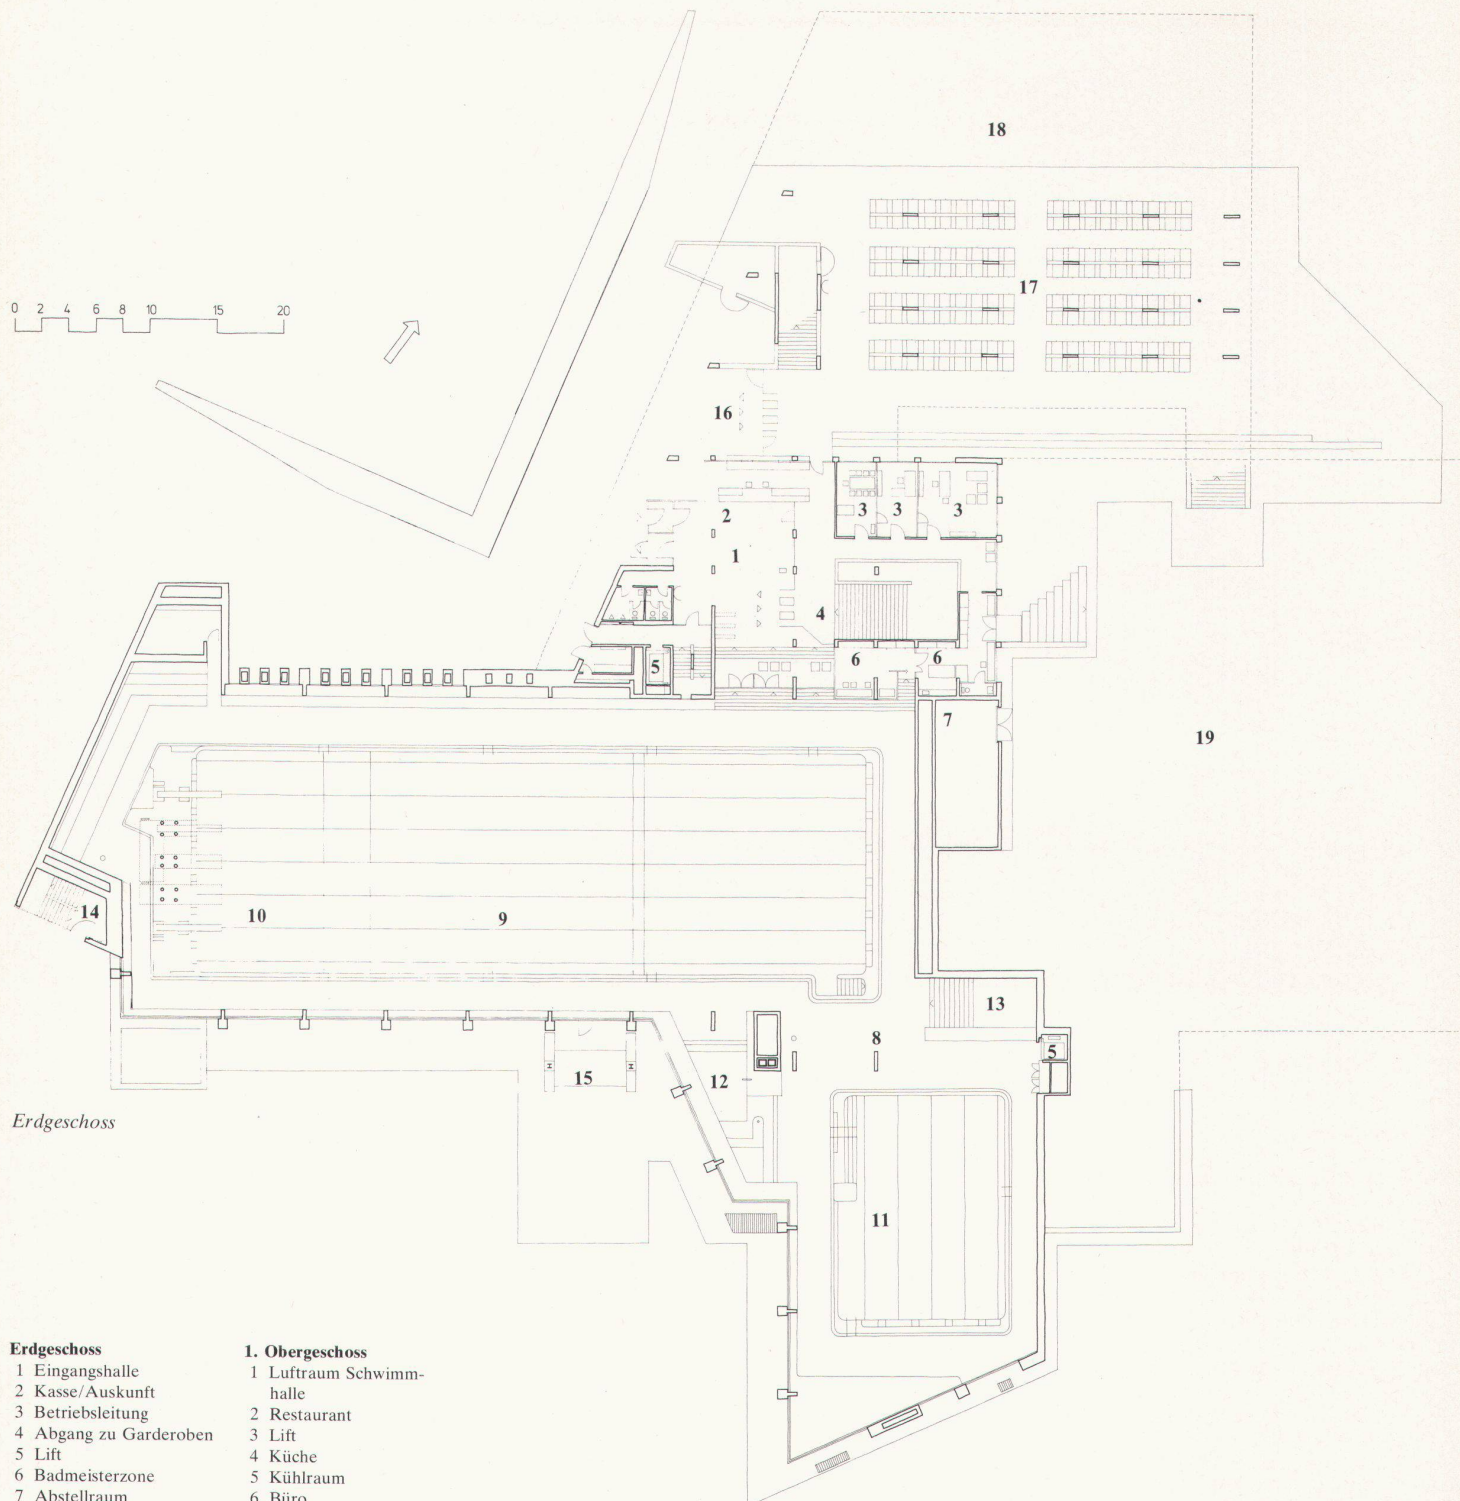 18
17
0 2 4 6 8 10 15 20
16
3 3 3
2
1
4
5 6 6
7
19
14
10 9
13
8
5
15 12
Erdgeschoss
11
Erdgeschoss
1 Eingangshalle
2 Kasse/Auskunft
3 Betriebsleitung
4 Abgang zu Garderoben
5 Lift
6 Badmeisterzone
7 Abstellraum
1. Obergeschoss
1 Luftraum Schwimm-
halle
2 Restaurant
3 Lift
4 Küche
5 Kühlraum
6 Büro